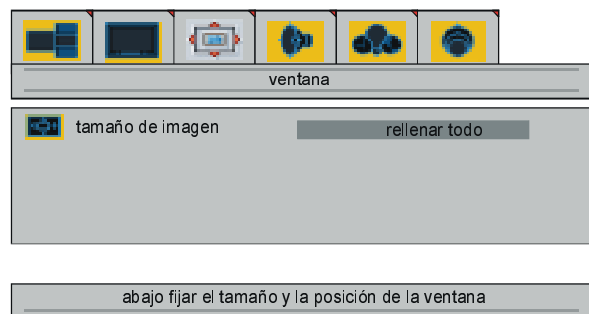 ventana
tamaño de imagen rellenar todo
abajo fijar el tamaño y la posición de la ventana